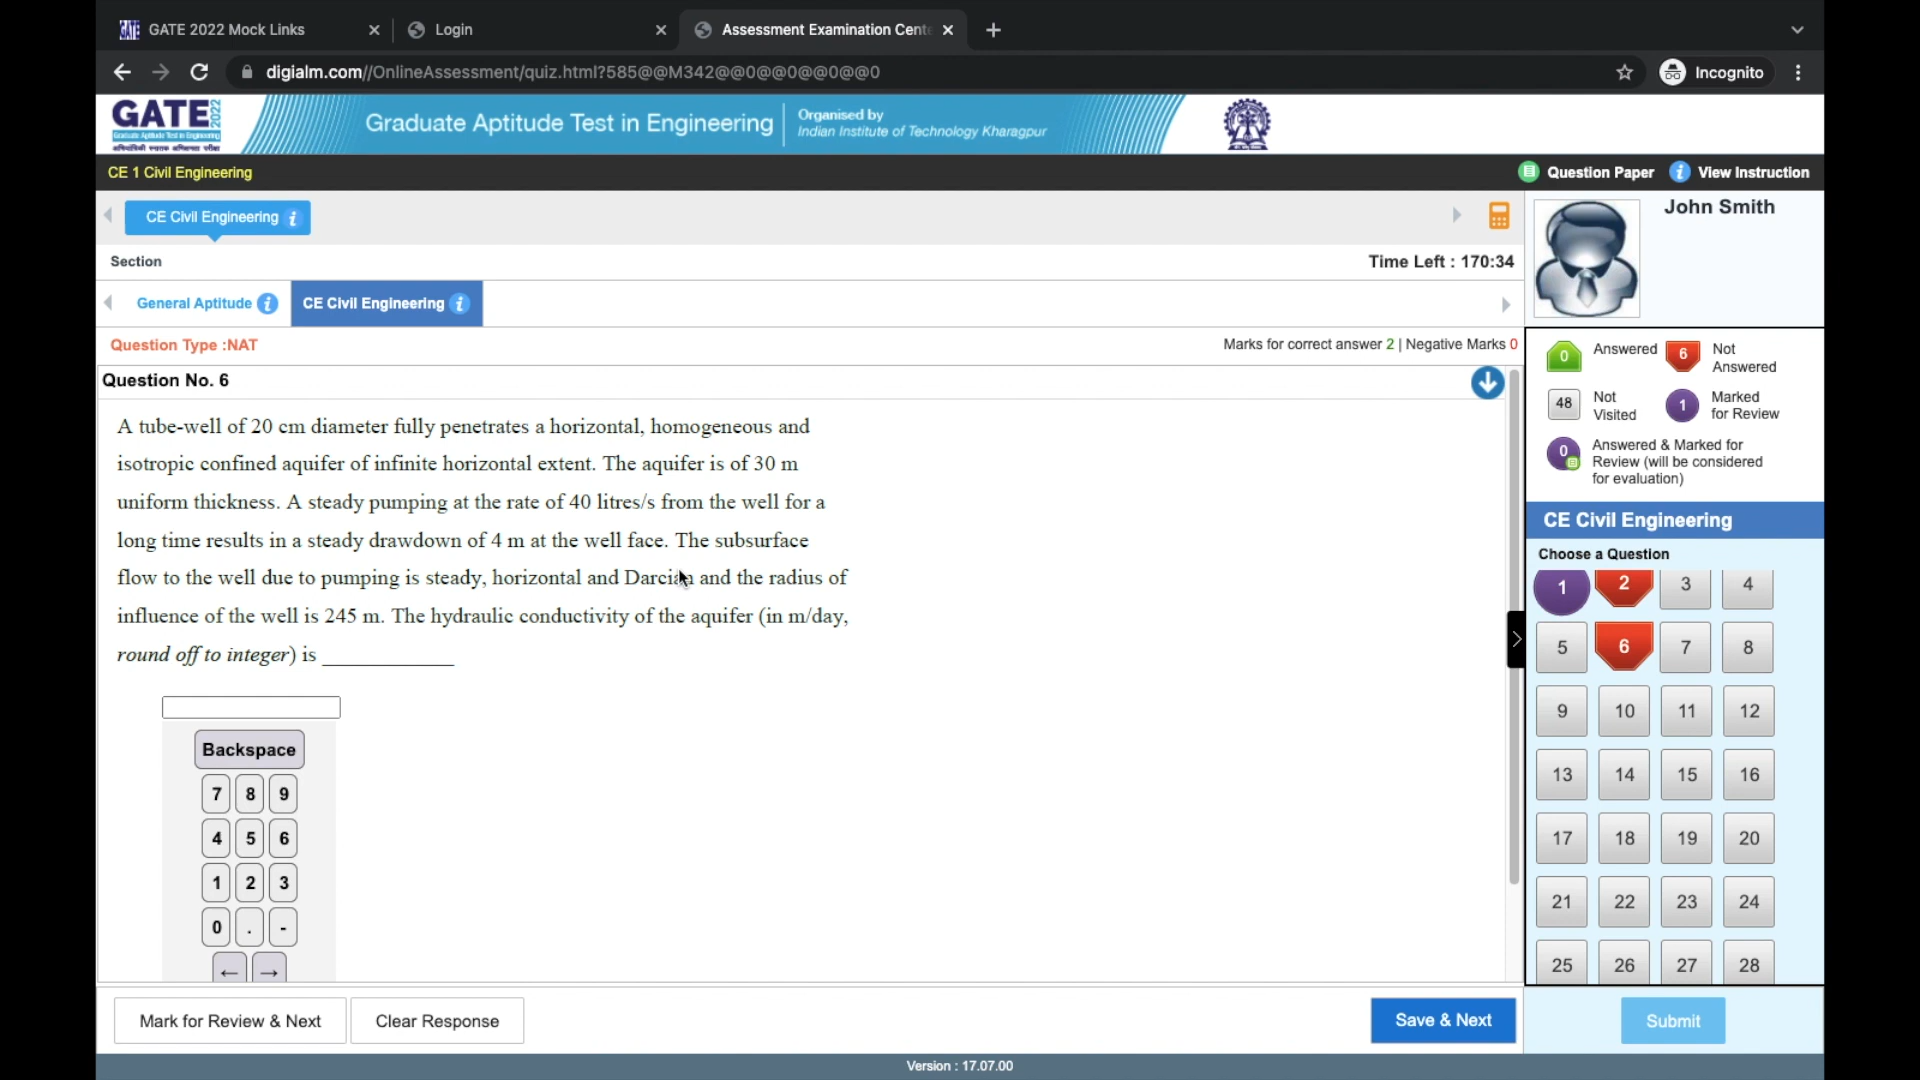 GATE 2022 Mock Links
Login
Assessment Examination Cent
digialm.com//OnlineAssessment/quiz.html?585@@M342@@0@@0@@0@@0
Incognito
GATE 2022
Graduate Aptitude Test in Engineering
Graduate Aptitude Test in Engineering
Organised by
Indian Institute of Technology Kharagpur
CE 1 Civil Engineering
Question Paper
View Instruction
CE Civil Engineering
John Smith
Section
Time Left : 170:34
General Aptitude
CE Civil Engineering
Question Type :NAT
Marks for correct answer 2 | Negative Marks 0
Question No. 6
A tube-well of 20 cm diameter fully penetrates a horizontal, homogeneous and
isotropic confined aquifer of infinite horizontal extent. The aquifer is of 30 m
uniform thickness. A steady pumping at the rate of 40 litres/s from the well for a
long time results in a steady drawdown of 4 m at the well face. The subsurface
flow to the well due to pumping is steady, horizontal and Darcian and the radius of
influence of the well is 245 m. The hydraulic conductivity of the aquifer (in m/day,
round off to integer) is ____________
Backspace
7 8 9
4 5 6
1 2 3
0 . -
← →
0 Answered
6 Not Answered
48 Not Visited
1 Marked for Review
0 Answered & Marked for
Review (will be considered
for evaluation)
CE Civil Engineering
Choose a Question
1 2 3 4
5 6 7 8
9 10 11 12
13 14 15 16
17 18 19 20
21 22 23 24
25 26 27 28
Mark for Review & Next
Clear Response
Save & Next
Submit
Version : 17.07.00